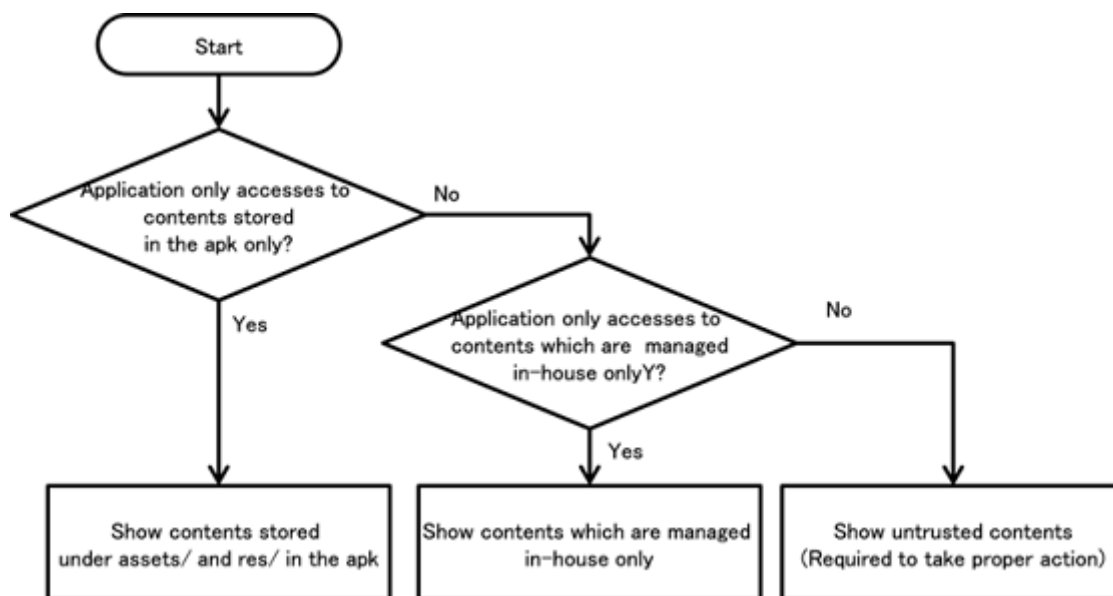 Start
Application only accesses to
contents stored
in the apk only?
No
Yes
Application only accesses to
contents which are managed
in-house onlyY?
No
Yes
Show contents stored
under assets/ and res/ in the apk
Show contents which are managed
in-house only
Show untrusted contents
(Required to take proper action)